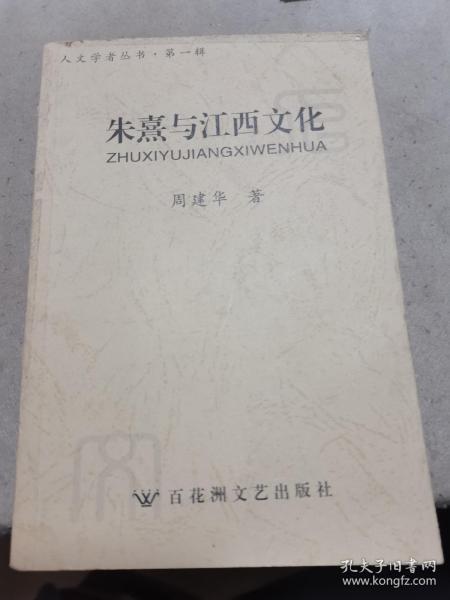 人文学者丛书·第一辑
朱熹与江西文化
ZHUXIYUJIANGXIWENHUA
周建华 著
百花洲文艺出版社
孔夫子旧书网
www.kongfz.com